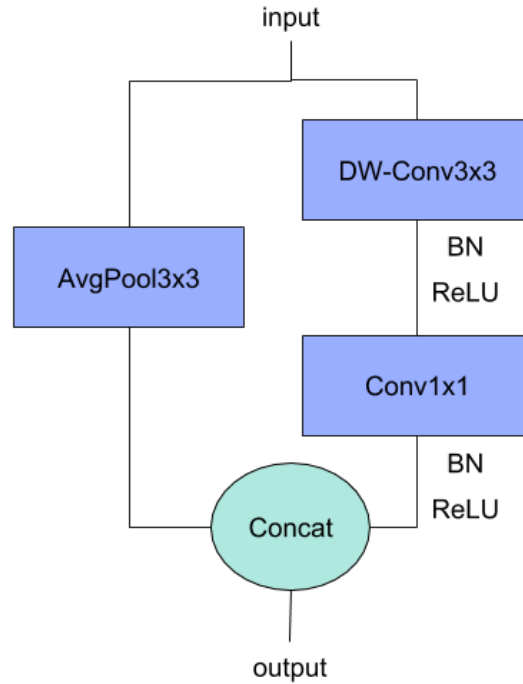 input
DW-Conv3x3
BN
ReLU
AvgPool3x3
Conv1x1
BN
ReLU
Concat
output